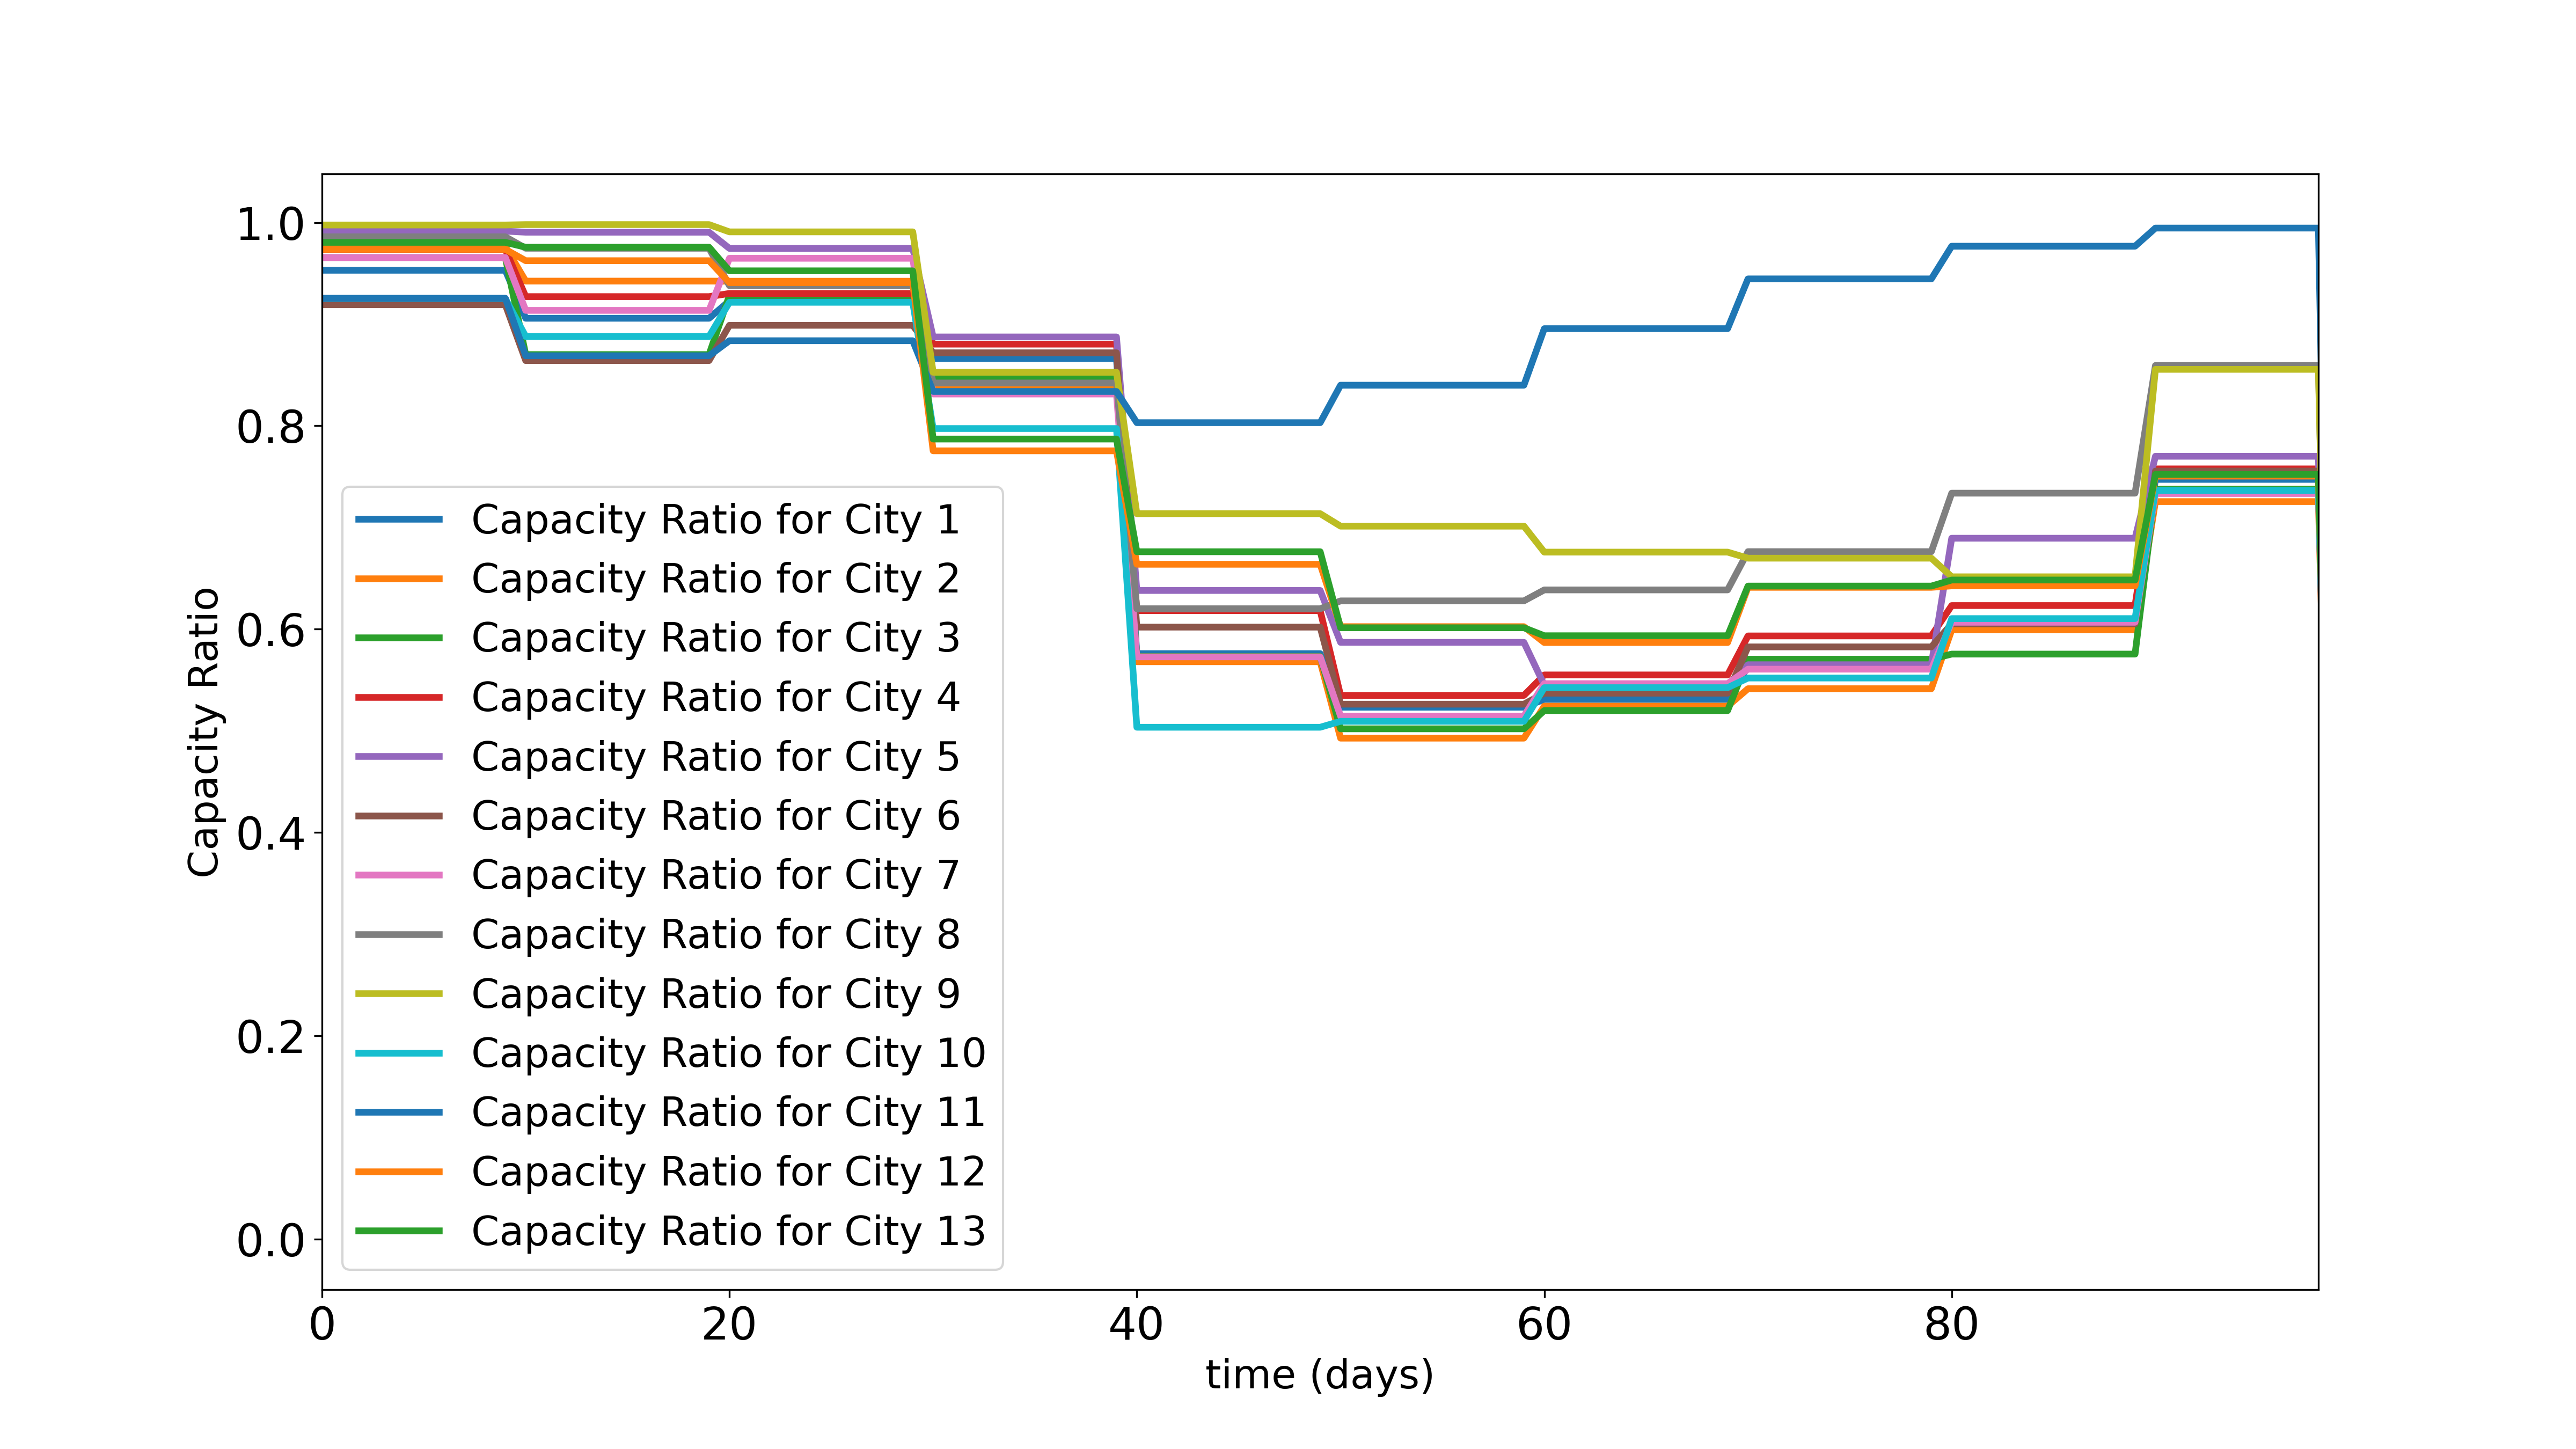 1.0
0.8
0.6
0.4
0.2
0.0
Capacity Ratio
Capacity Ratio for City 1
Capacity Ratio for City 2
Capacity Ratio for City 3
Capacity Ratio for City 4
Capacity Ratio for City 5
Capacity Ratio for City 6
Capacity Ratio for City 7
Capacity Ratio for City 8
Capacity Ratio for City 9
Capacity Ratio for City 10
Capacity Ratio for City 11
Capacity Ratio for City 12
Capacity Ratio for City 13
0 20 40 60 80
time (days)